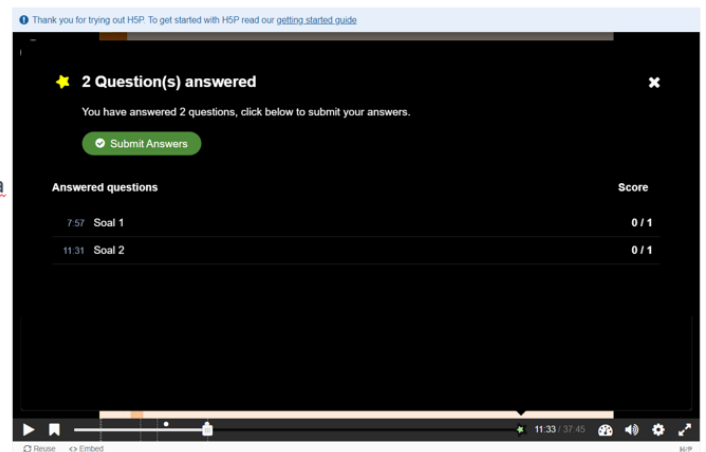 Thank you for trying out H5P. To get started with H5P read our getting started guide
2 Question(s) answered
You have answered 2 questions, click below to submit your answers.
Submit Answers
a
Answered questions Score
7:57 Soal 1 0 / 1
11:31 Soal 2 0 / 1
11:33 / 37:45
Reuse <> Embed H5P